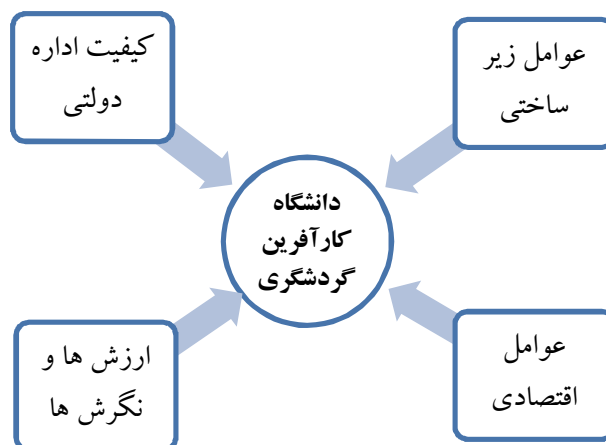 عوامل زیر
ساختی
کیفیت اداره
دولتی
دانشگاه
کارآفرین
گردشگری
عوامل
اقتصادی
ارزش ها و
نگرش ها